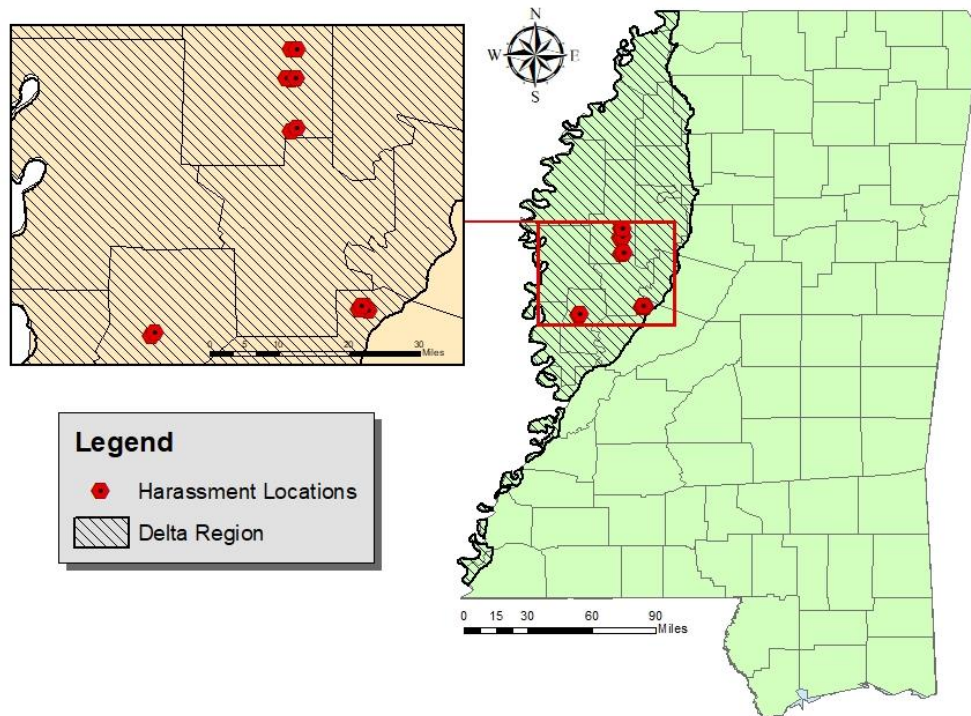 N
W E
S
0 5 10 20 30
Miles
Legend
Harassment Locations
Delta Region
0 15 30 60 90
Miles